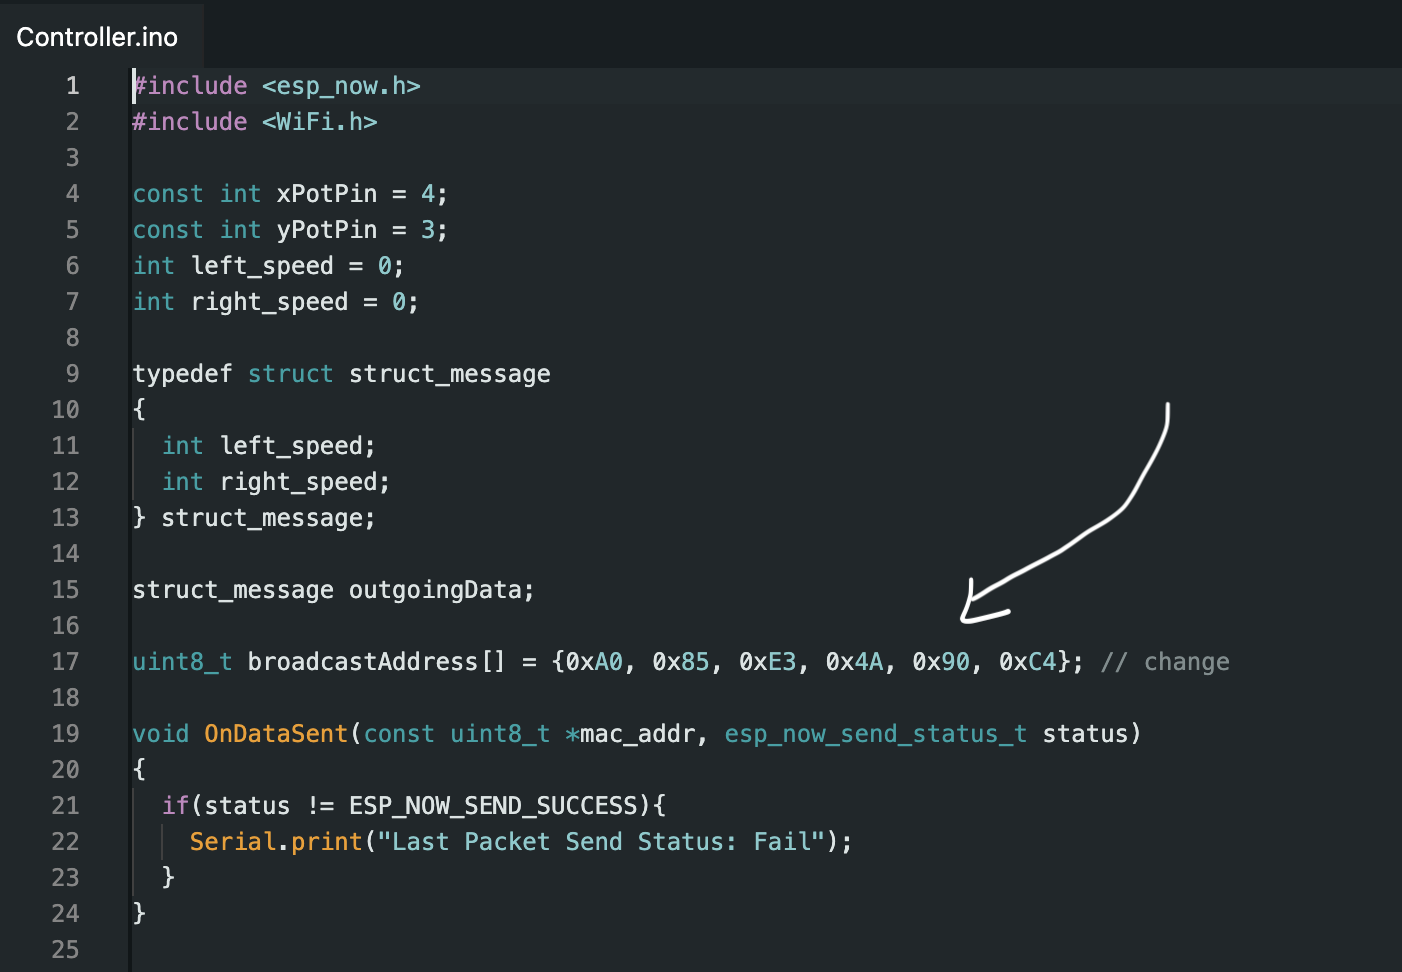 Controller.ino
1 #include <esp_now.h>
2 #include <WiFi.h>
3
4 const int xPotPin = 4;
5 const int yPotPin = 3;
6 int left_speed = 0;
7 int right_speed = 0;
8
9 typedef struct struct_message
10 {
11   int left_speed;
12   int right_speed;
13 } struct_message;
14
15 struct_message outgoingData;
16
17 uint8_t broadcastAddress[] = {0xA0, 0x85, 0xE3, 0x4A, 0x90, 0xC4}; // change
18
19 void OnDataSent(const uint8_t *mac_addr, esp_now_send_status_t status)
20 {
21   if(status != ESP_NOW_SEND_SUCCESS){
22     Serial.print("Last Packet Send Status: Fail");
23   }
24 }
25